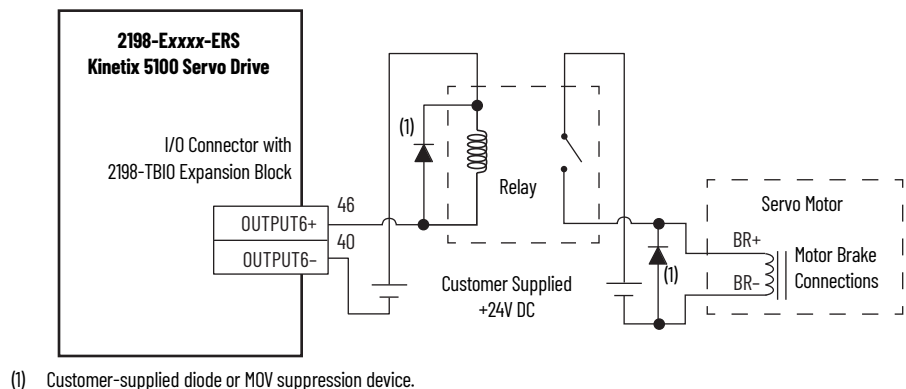 2198-Exxxx-ERS
Kinetix 5100 Servo Drive
I/O Connector with
2198-TBIO Expansion Block
46
OUTPUT6+
40
OUTPUT6–
(1)
Relay
Customer Supplied
+24V DC
(1)
Servo Motor
BR+
BR–
Motor Brake
Connections
(1) Customer-supplied diode or MOV suppression device.